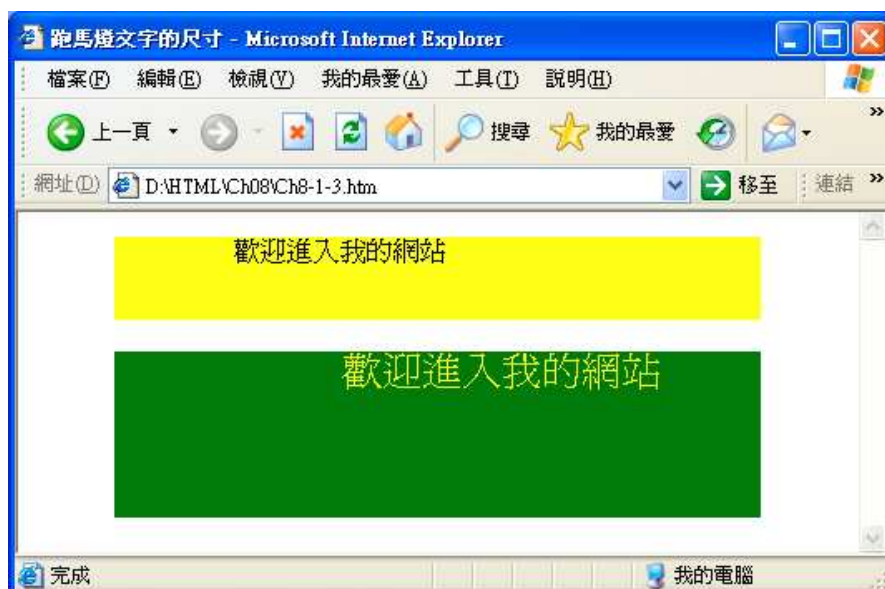 跑馬燈文字的尺寸 - Microsoft Internet Explorer
檔案(F) 編輯(E) 檢視(V) 我的最愛(A) 工具(T) 說明(H)
上一頁 搜尋 我的最愛 »
網址(D) D:\HTML\Ch08\Ch8-1-3.htm 移至 連結 »
歡迎進入我的網站
歡迎進入我的網站
完成 我的電腦